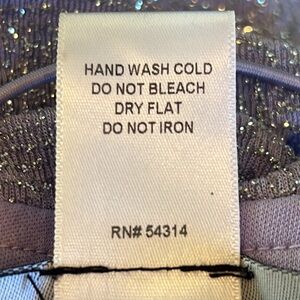 HAND WASH COLD
DO NOT BLEACH
DRY FLAT
DO NOT IRON
RN# 54314